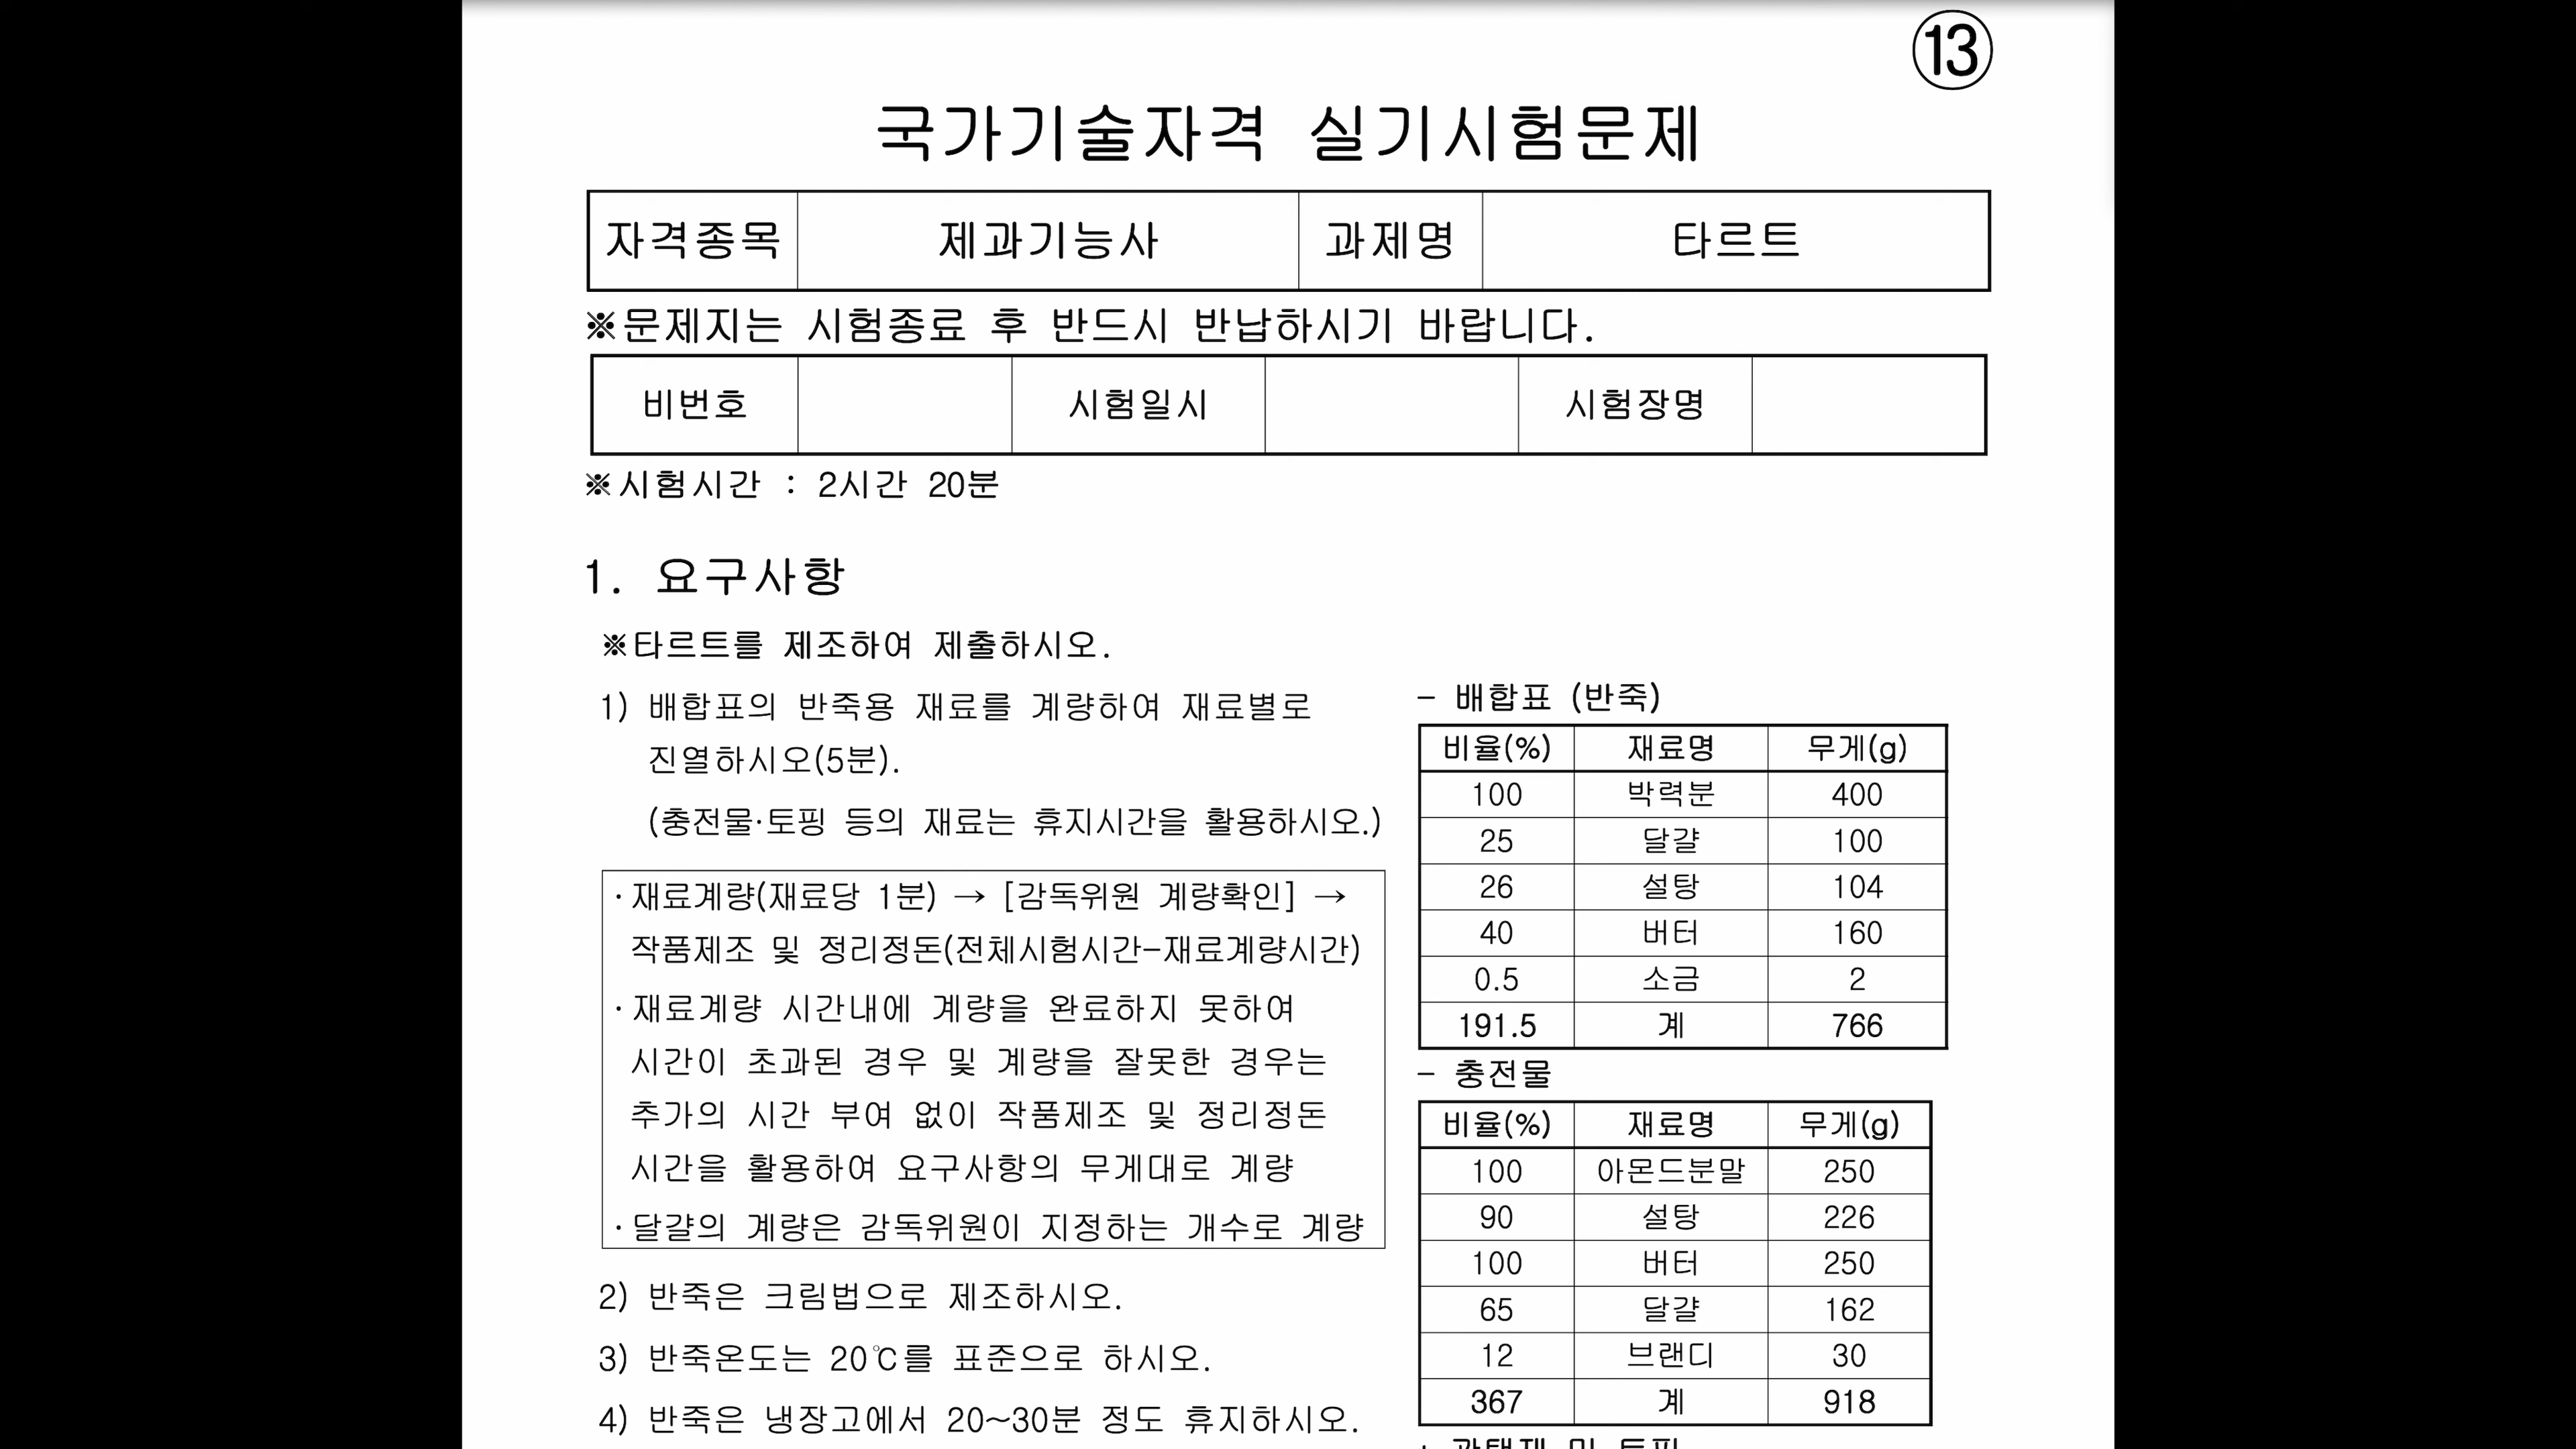 ⑬
국가기술자격 실기시험문제
자격종목 제과기능사 과제명 타르트
※문제지는 시험종료 후 반드시 반납하시기 바랍니다.
비번호 시험일시 시험장명
※시험시간 : 2시간 20분
1. 요구사항
※타르트를 제조하여 제출하시오.
1) 배합표의 반죽용 재료를 계량하여 재료별로
진열하시오(5분).
(충전물·토핑 등의 재료는 휴지시간을 활용하시오.)
·재료계량(재료당 1분) → [감독위원 계량확인] →
작품제조 및 정리정돈(전체시험시간-재료계량시간)
·재료계량 시간내에 계량을 완료하지 못하여
시간이 초과된 경우 및 계량을 잘못한 경우는
추가의 시간 부여 없이 작품제조 및 정리정돈
시간을 활용하여 요구사항의 무게대로 계량
·달걀의 계량은 감독위원이 지정하는 개수로 계량
2) 반죽은 크림법으로 제조하시오.
3) 반죽온도는 20℃를 표준으로 하시오.
4) 반죽은 냉장고에서 20~30분 정도 휴지하시오.
- 배합표 (반죽)
비율(%) 재료명 무게(g)
100 박력분 400
25 달걀 100
26 설탕 104
40 버터 160
0.5 소금 2
191.5 계 766
- 충전물
비율(%) 재료명 무게(g)
100 아몬드분말 250
90 설탕 226
100 버터 250
65 달걀 162
12 브랜디 30
367 계 918